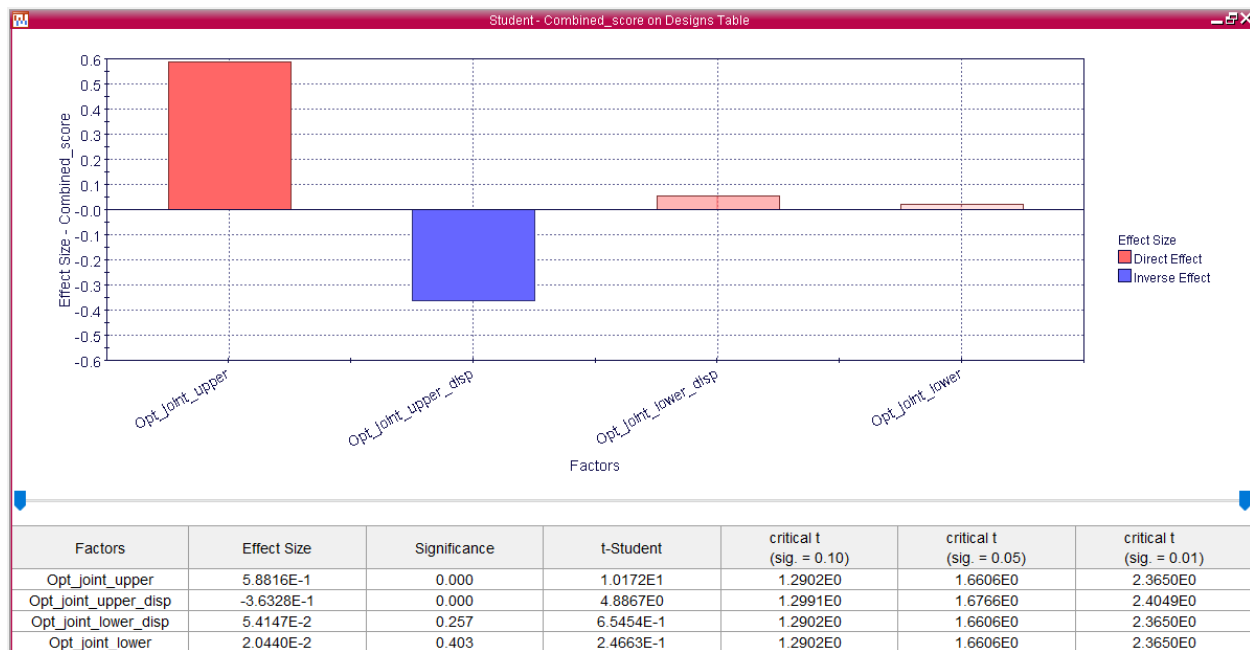 Student - Combined_score on Designs Table
Effect Size - Combined_score
0.6
0.5
0.4
0.3
0.2
0.1
-0.0
-0.1
-0.2
-0.3
-0.4
-0.5
-0.6
Opt_joint_upper
Opt_joint_upper_disp
Opt_joint_lower_disp
Opt_joint_lower
Factors
Effect Size
Direct Effect
Inverse Effect
Factors Effect Size Significance t-Student critical t (sig. = 0.10) critical t (sig. = 0.05) critical t (sig. = 0.01)
Opt_joint_upper 5.8816E-1 0.000 1.0172E1 1.2902E0 1.6606E0 2.3650E0
Opt_joint_upper_disp -3.6328E-1 0.000 4.8867E0 1.2991E0 1.6766E0 2.4049E0
Opt_joint_lower_disp 5.4147E-2 0.257 6.5454E-1 1.2902E0 1.6606E0 2.3650E0
Opt_joint_lower 2.0440E-2 0.403 2.4663E-1 1.2902E0 1.6606E0 2.3650E0